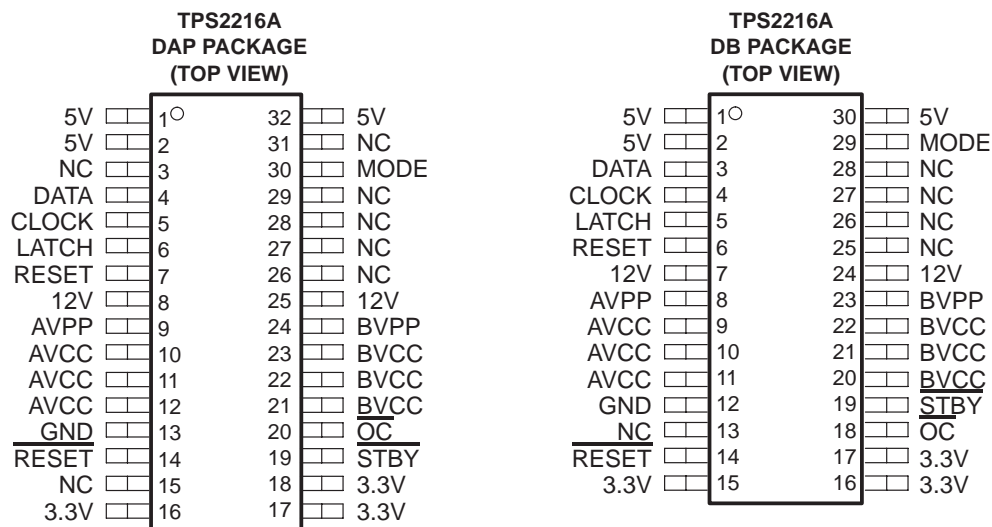 TPS2216A
DAP PACKAGE
(TOP VIEW)
5V 1 32 5V
5V 2 31 NC
NC 3 30 MODE
DATA 4 29 NC
CLOCK 5 28 NC
LATCH 6 27 NC
RESET 7 26 NC
12V 8 25 12V
AVPP 9 24 BVPP
AVCC 10 23 BVCC
AVCC 11 22 BVCC
AVCC 12 21 BVCC
GND 13 20 OC
RESET 14 19 STBY
NC 15 18 3.3V
3.3V 16 17 3.3V
TPS2216A
DB PACKAGE
(TOP VIEW)
5V 1 30 5V
5V 2 29 MODE
DATA 3 28 NC
CLOCK 4 27 NC
LATCH 5 26 NC
RESET 6 25 NC
12V 7 24 12V
AVPP 8 23 BVPP
AVCC 9 22 BVCC
AVCC 10 21 BVCC
AVCC 11 20 BVCC
GND 12 19 STBY
NC 13 18 OC
RESET 14 17 3.3V
3.3V 15 16 3.3V